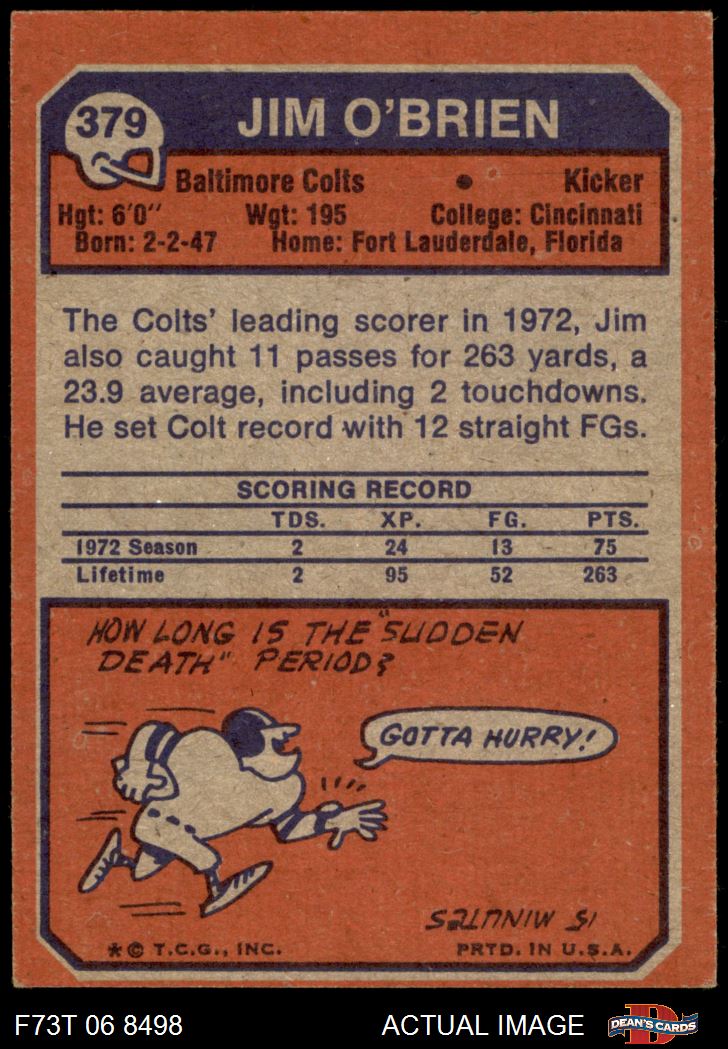 379
JIM O'BRIEN
Baltimore Colts • Kicker
Hgt: 6'0" Wgt: 195 College: Cincinnati
Born: 2-2-47 Home: Fort Lauderdale, Florida
The Colts' leading scorer in 1972, Jim
also caught 11 passes for 263 yards, a
23.9 average, including 2 touchdowns.
He set Colt record with 12 straight FGs.
SCORING RECORD
TDS. XP. FG. PTS.
1972 Season 2 24 13 75
Lifetime 2 95 52 263
HOW LONG IS THE "SUDDEN
DEATH" PERIOD?
GOTTA HURRY!
15 MINUTES
* © T.C.G., INC. PRTD. IN U.S.A.
F73T 06 8498 ACTUAL IMAGE D DEAN'S CARDS